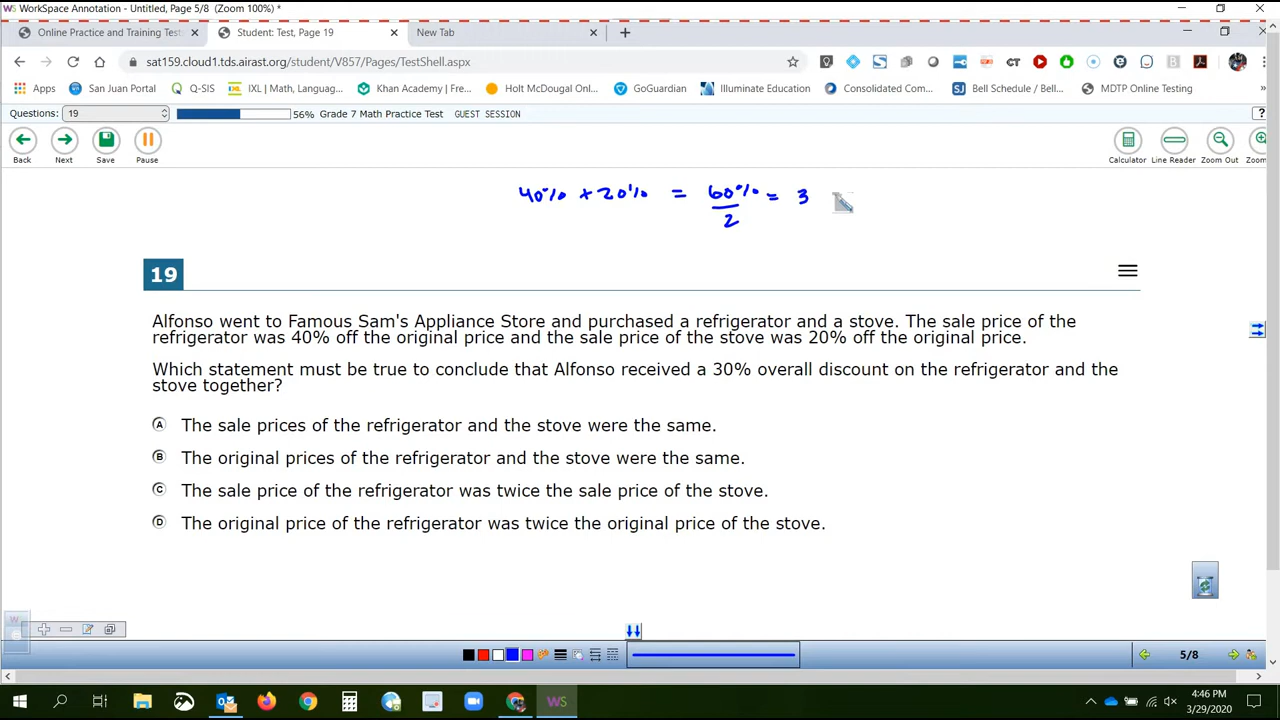 WorkSpace Annotation - Untitled, Page 5/8 (Zoom 100%) *
Online Practice and Training Test
Student: Test, Page 19
New Tab
sat159.cloud1.tds.airast.org/student/V857/Pages/TestShell.aspx
Apps San Juan Portal Q-SIS IXL | Math, Languag... Khan Academy | Fre... Holt McDougal Onl... GoGuardian Illuminate Education Consolidated Com... Bell Schedule / Bell... MDTP Online Testing
Questions: 19 56% Grade 7 Math Practice Test GUEST SESSION
Back Next Save Pause Calculator Line Reader Zoom Out Zoom
40% + 20% = 60% = 3
2
19
Alfonso went to Famous Sam's Appliance Store and purchased a refrigerator and a stove. The sale price of the
refrigerator was 40% off the original price and the sale price of the stove was 20% off the original price.
Which statement must be true to conclude that Alfonso received a 30% overall discount on the refrigerator and the
stove together?
A The sale prices of the refrigerator and the stove were the same.
B The original prices of the refrigerator and the stove were the same.
C The sale price of the refrigerator was twice the sale price of the stove.
D The original price of the refrigerator was twice the original price of the stove.
5/8
4:46 PM
3/29/2020